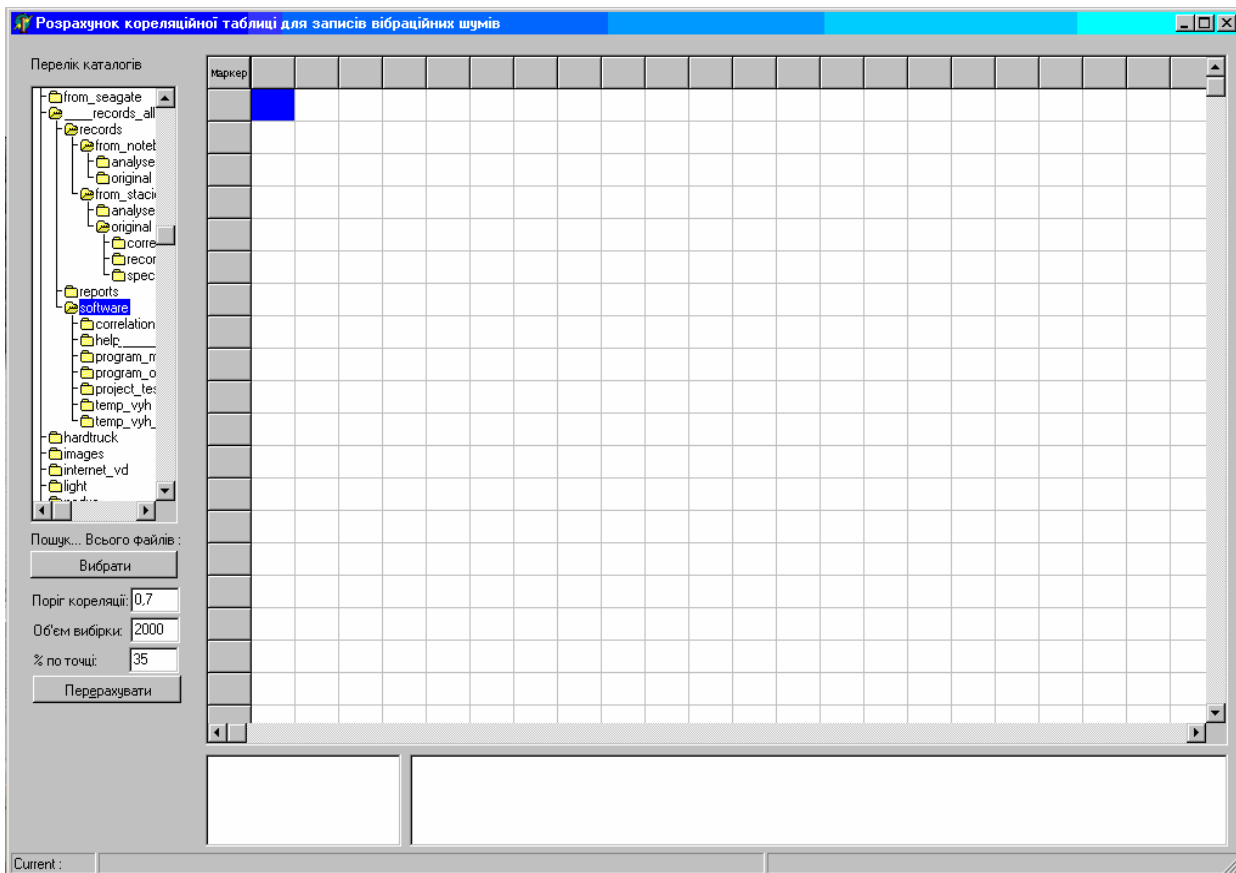 Розрахунок кореляційної таблиці для записів вібраційних шумів
Перелік каталогів
Маркер
from_seagate
____records_all
records
from_noteb
analyse
original
from_staci
analyse
original
corre
recor
spec
reports
software
correlation
help_____
program_m
program_o
project_tes
temp_vyh
temp_vyh_
hardtruck
images
internet_vd
light
Пошук... Всього файлів :
Вибрати
Поріг кореляції: 0,7
Об'єм вибірки: 2000
% по точці: 35
Перерахувати
Current :